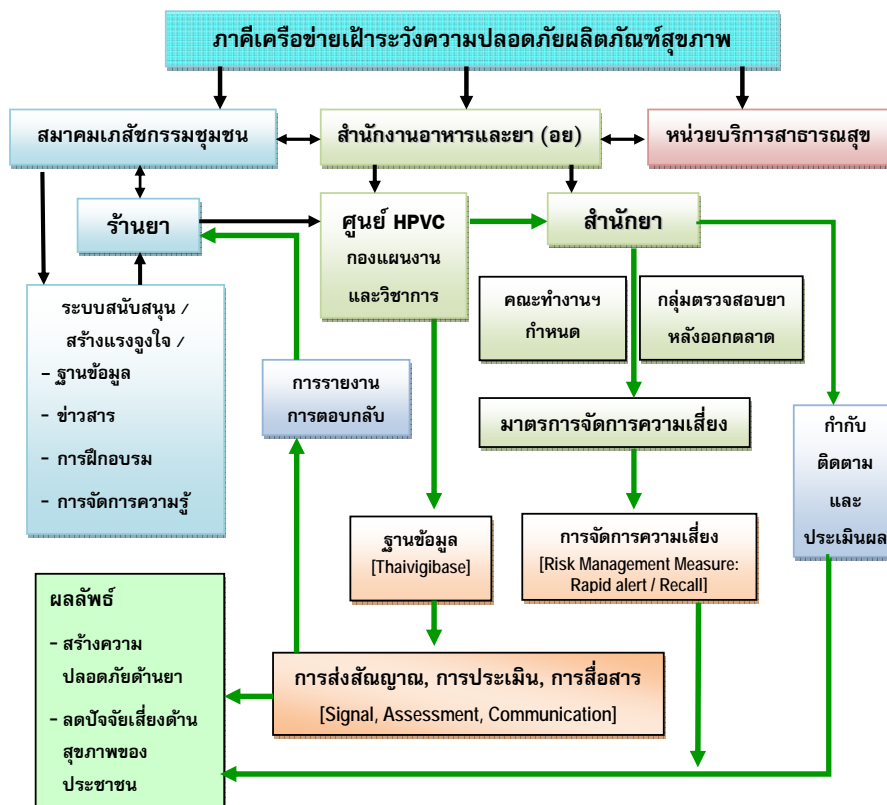 ภาคีเครือข่ายเฝ้าระวังความปลอดภัยผลิตภัณฑ์สุขภาพ
สมาคมเภสัชกรรมชุมชน
สำนักงานอาหารและยา (อย)
หน่วยบริการสาธารณสุข
ร้านยา
ศูนย์ HPVC
กองแผนงาน
และวิชาการ
สำนักยา
ระบบสนับสนุน /
สร้างแรงจูงใจ /
- ฐานข้อมูล
- ข่าวสาร
- การฝึกอบรม
- การจัดการความรู้
คณะทำงานฯ
กำหนด
กลุ่มตรวจสอบยา
หลังออกตลาด
การรายงาน
การตอบกลับ
มาตรการจัดการความเสี่ยง
กำกับ
ติดตาม
และ
ประเมินผล
ฐานข้อมูล
[Thaivigibase]
การจัดการความเสี่ยง
[Risk Management Measure:
Rapid alert / Recall]
ผลลัพธ์
- สร้างความ
ปลอดภัยด้านยา
- ลดปัจจัยเสี่ยงด้าน
สุขภาพของ
ประชาชน
การส่งสัญญาณ, การประเมิน, การสื่อสาร
[Signal, Assessment, Communication]